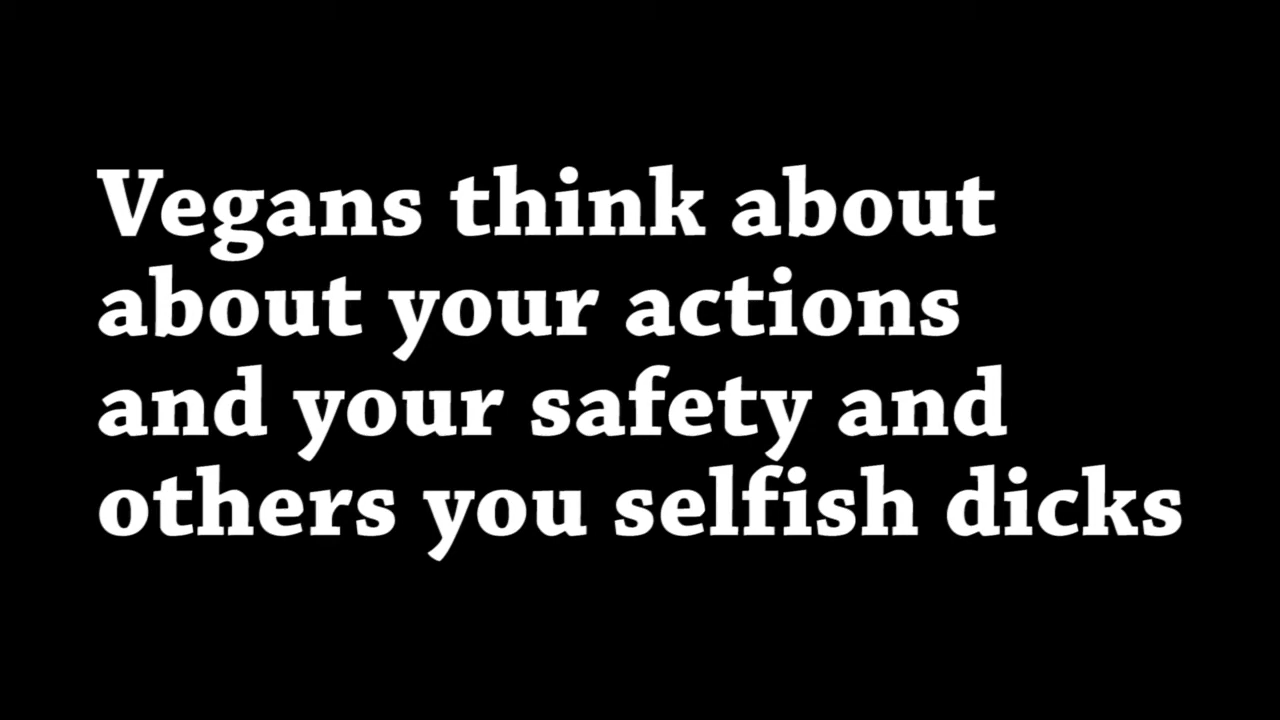 Vegans think about
about your actions
and your safety and
others you selfish dicks